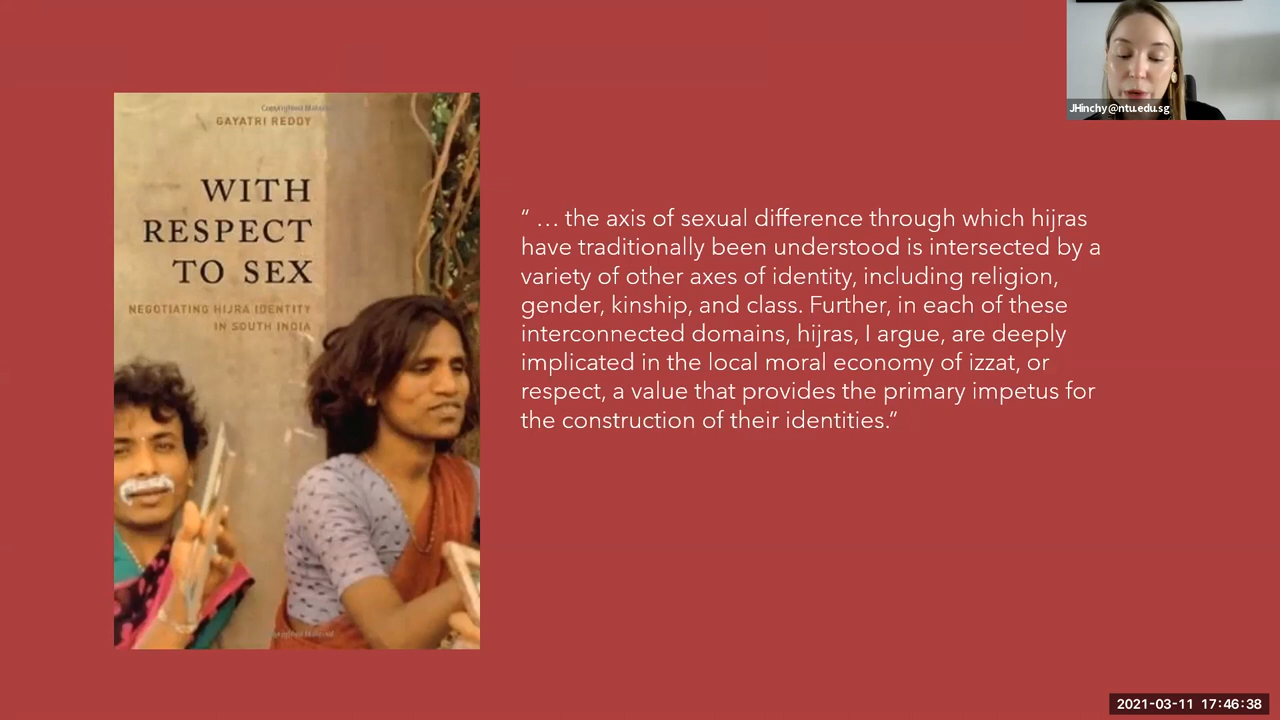 JHinchy@ntu.edu.sg
Copyrighted Material
GAYATRI REDDY
WITH
RESPECT
TO SEX
NEGOTIATING HIJRA IDENTITY
IN SOUTH INDIA
Copyrighted Material
“ … the axis of sexual difference through which hijras
have traditionally been understood is intersected by a
variety of other axes of identity, including religion,
gender, kinship, and class. Further, in each of these
interconnected domains, hijras, I argue, are deeply
implicated in the local moral economy of izzat, or
respect, a value that provides the primary impetus for
the construction of their identities.”
2021-03-11 17:46:38